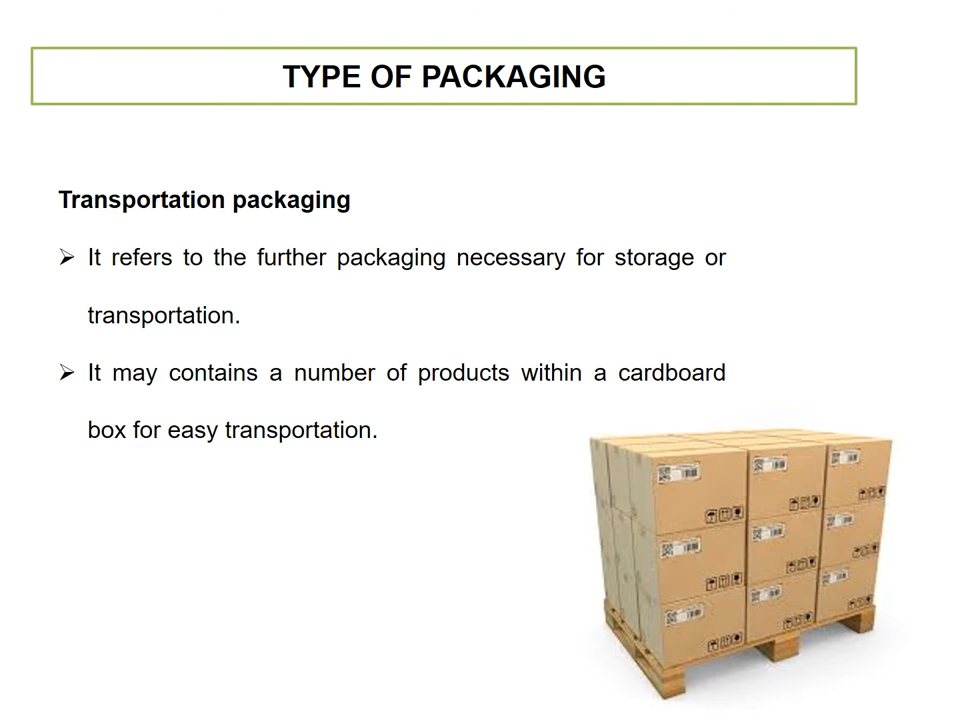 TYPE OF PACKAGING
Transportation packaging
➢ It refers to the further packaging necessary for storage or
transportation.
➢ It may contains a number of products within a cardboard
box for easy transportation.